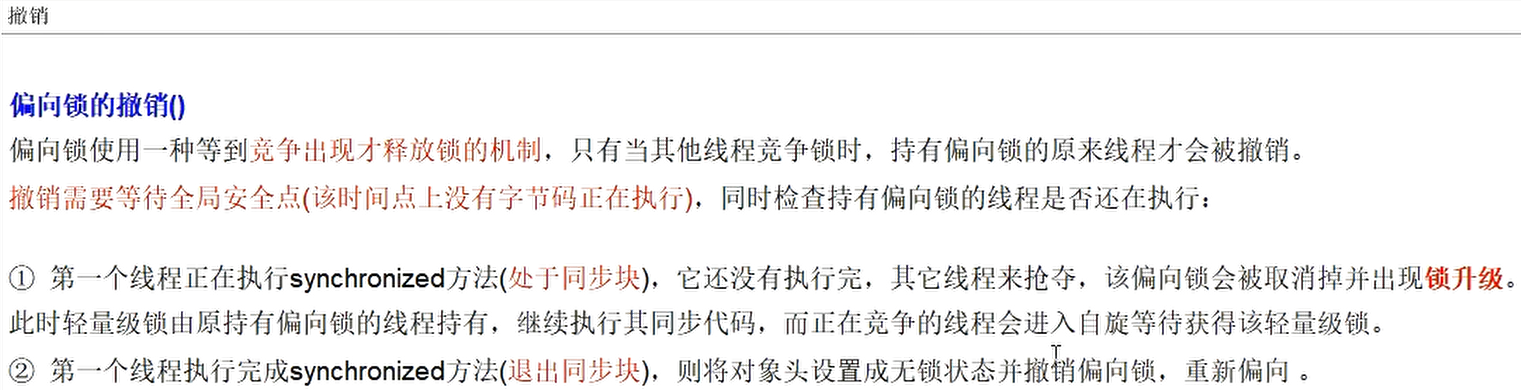 撤销
偏向锁的撤销()
偏向锁使用一种等到竞争出现才释放锁的机制，只有当其他线程竞争锁时，持有偏向锁的原来线程才会被撤销。
撤销需要等待全局安全点(该时间点上没有字节码正在执行)，同时检查持有偏向锁的线程是否还在执行：
① 第一个线程正在执行synchronized方法(处于同步块)，它还没有执行完，其它线程来抢夺，该偏向锁会被取消掉并出现锁升级。
此时轻量级锁由原持有偏向锁的线程持有，继续执行其同步代码，而正在竞争的线程会进入自旋等待获得该轻量级锁。
② 第一个线程执行完成synchronized方法(退出同步块)，则将对象头设置成无锁状态并撤销偏向锁，重新偏向 。